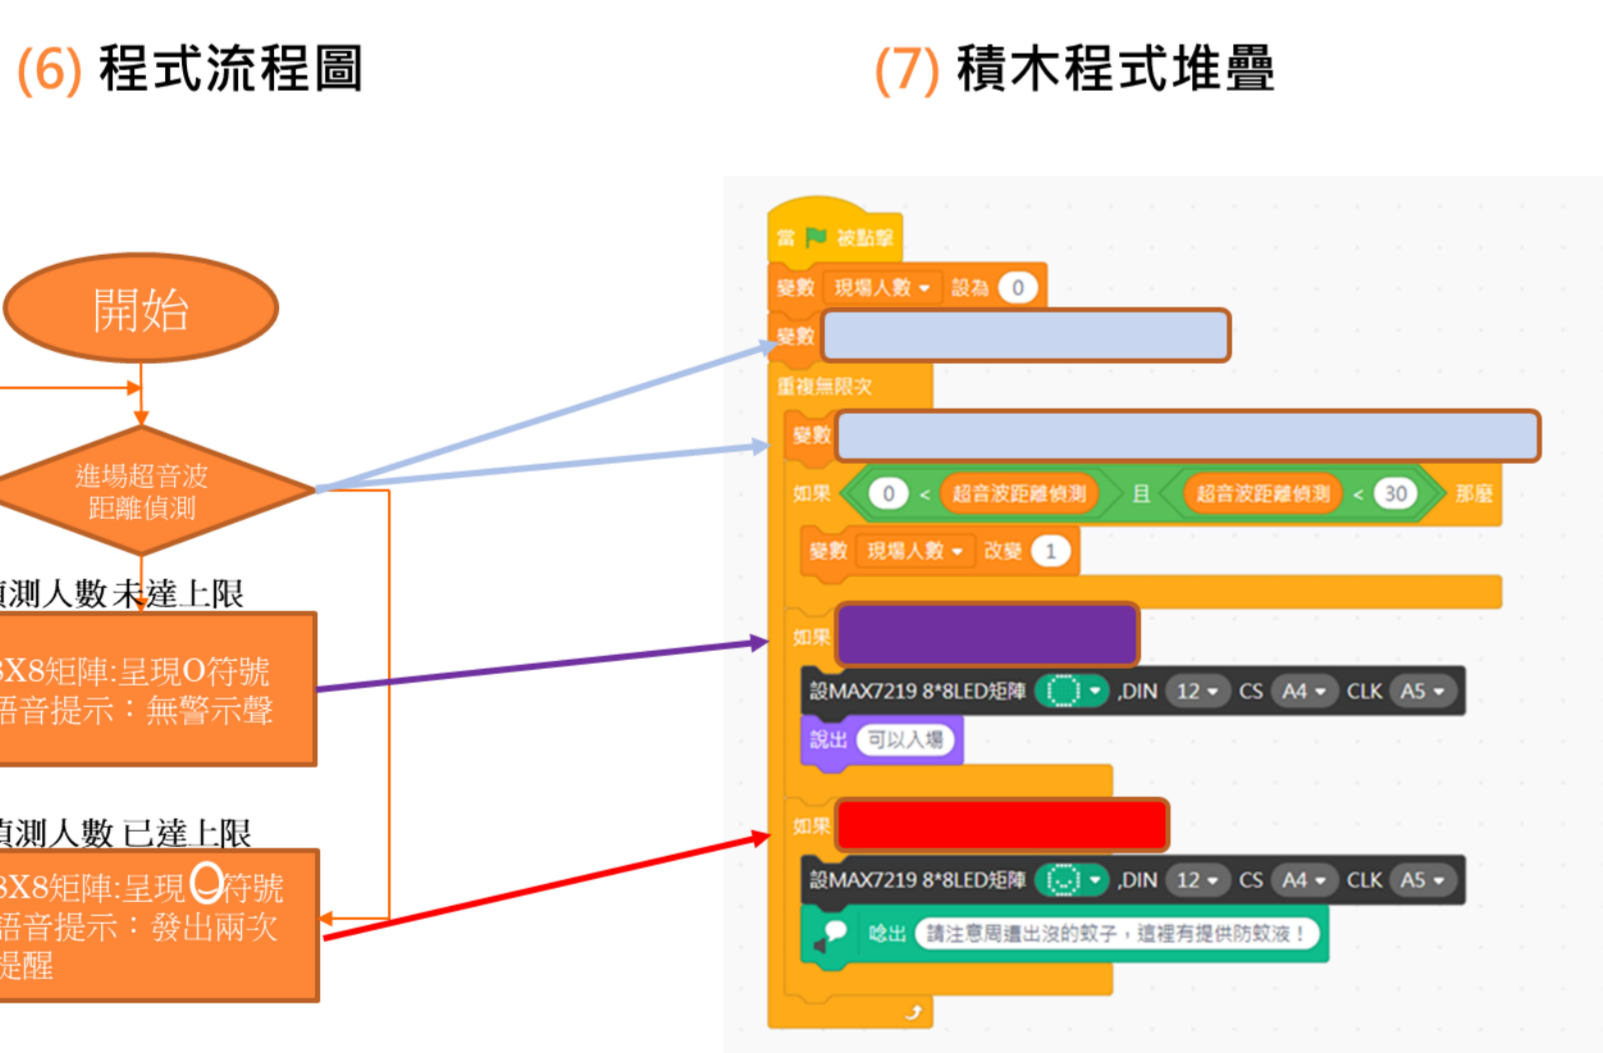 (6) 程式流程圖
開始
進場超音波
距離偵測
測人數 未達上限
X8矩陣:呈現O符號
語音提示：無警示聲
測人數 已達上限
X8矩陣:呈現 符號
語音提示：發出兩次
提醒
(7) 積木程式堆疊
當 被點擊
變數 現場人數 設為 0
變數
重複無限次
變數
如果 0 < 超音波距離偵測 且 超音波距離偵測 < 30 那麼
變數 現場人數 改變 1
如果
設MAX7219 8*8LED矩陣 ,DIN 12 CS A4 CLK A5
說出 可以入場
如果
設MAX7219 8*8LED矩陣 ,DIN 12 CS A4 CLK A5
唸出 請注意周遭出沒的蚊子，這裡有提供防蚊液！